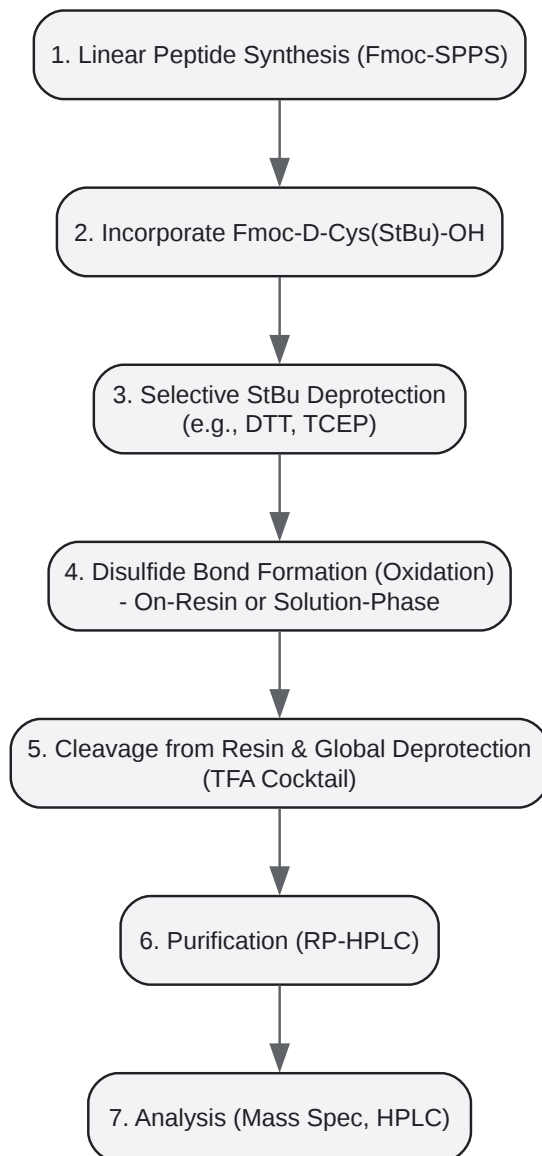 1. Linear Peptide Synthesis (Fmoc-SPPS)
2. Incorporate Fmoc-D-Cys(StBu)-OH
3. Selective StBu Deprotection
(e.g., DTT, TCEP)
4. Disulfide Bond Formation (Oxidation)
- On-Resin or Solution-Phase
5. Cleavage from Resin & Global Deprotection
(TFA Cocktail)
6. Purification (RP-HPLC)
7. Analysis (Mass Spec, HPLC)